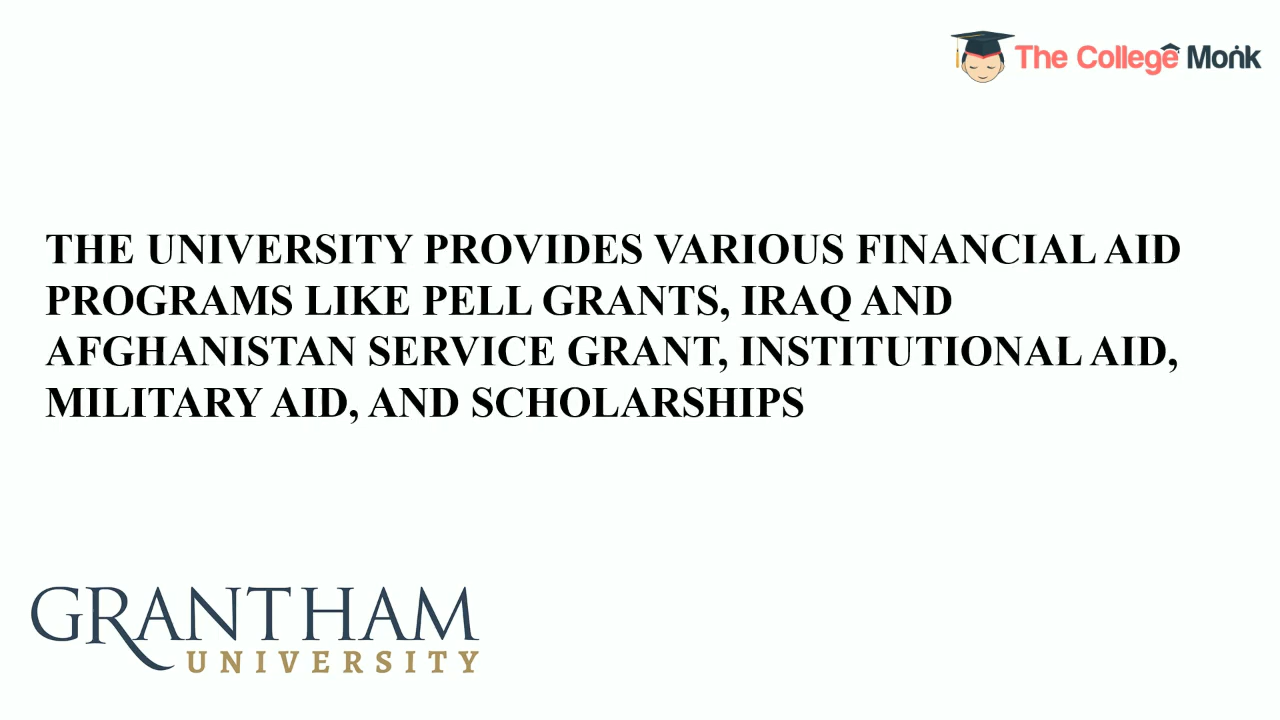 The College Monk
THE UNIVERSITY PROVIDES VARIOUS FINANCIAL AID
PROGRAMS LIKE PELL GRANTS, IRAQ AND
AFGHANISTAN SERVICE GRANT, INSTITUTIONAL AID,
MILITARY AID, AND SCHOLARSHIPS
GRANTHAM
UNIVERSITY